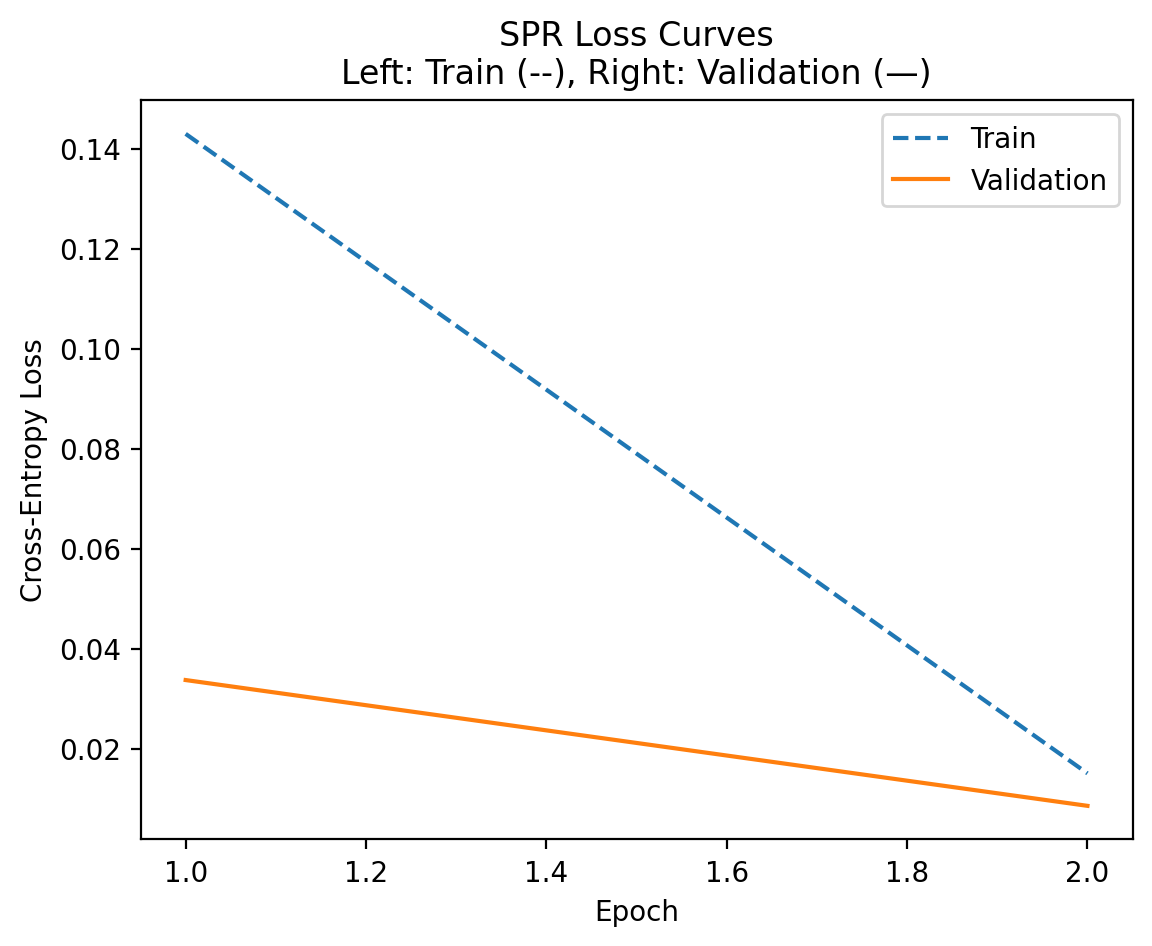 SPR Loss Curves
Left: Train (--), Right: Validation (—)
Train
Validation
Cross-Entropy Loss
0.14
0.12
0.10
0.08
0.06
0.04
0.02
1.0 1.2 1.4 1.6 1.8 2.0
Epoch